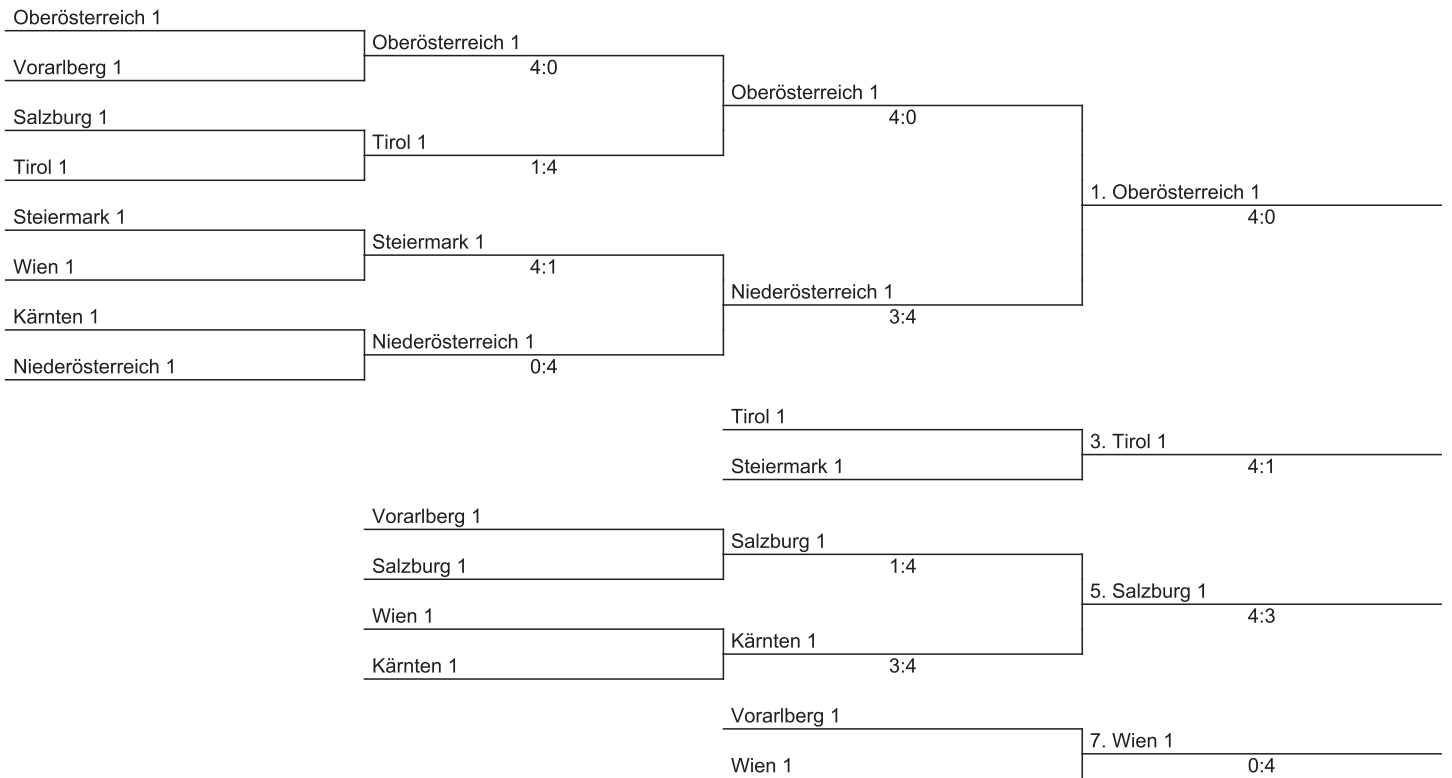 Oberösterreich 1
Oberösterreich 1
Vorarlberg 1
4:0
Oberösterreich 1
Salzburg 1
4:0
Tirol 1
Tirol 1
1:4
1. Oberösterreich 1
Steiermark 1
4:0
Steiermark 1
Wien 1
4:1
Niederösterreich 1
Kärnten 1
3:4
Niederösterreich 1
Niederösterreich 1
0:4
Tirol 1
3. Tirol 1
Steiermark 1
4:1
Vorarlberg 1
Salzburg 1
Salzburg 1
1:4
5. Salzburg 1
Wien 1
4:3
Kärnten 1
Kärnten 1
3:4
Vorarlberg 1
7. Wien 1
Wien 1
0:4